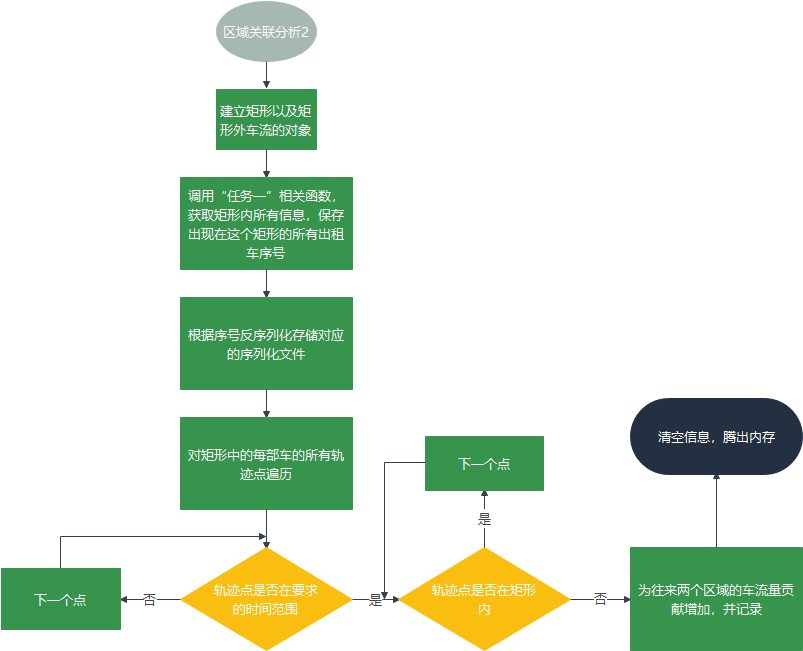 区域关联分析2
建立矩形以及矩
形外车流的对象
调用“任务一”相关函数，
获取矩形内所有信息，保存
出现在这个矩形的所有出租
车序号
根据序号反序列化存储对应
的序列化文件
对矩形中的每部车的所有轨
迹点遍历
下一个点
否
轨迹点是否在要求
的时间范围
是
下一个点
是
轨迹点是否在矩形
内
否
为往来两个区域的车流量贡
献增加，并记录
清空信息，腾出内存